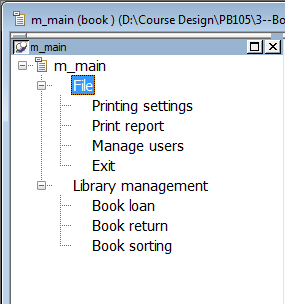 m_main (book ) (D:\Course Design\PB105\3--Bo
m_main
m_main
File
Printing settings
Print report
Manage users
Exit
Library management
Book loan
Book return
Book sorting